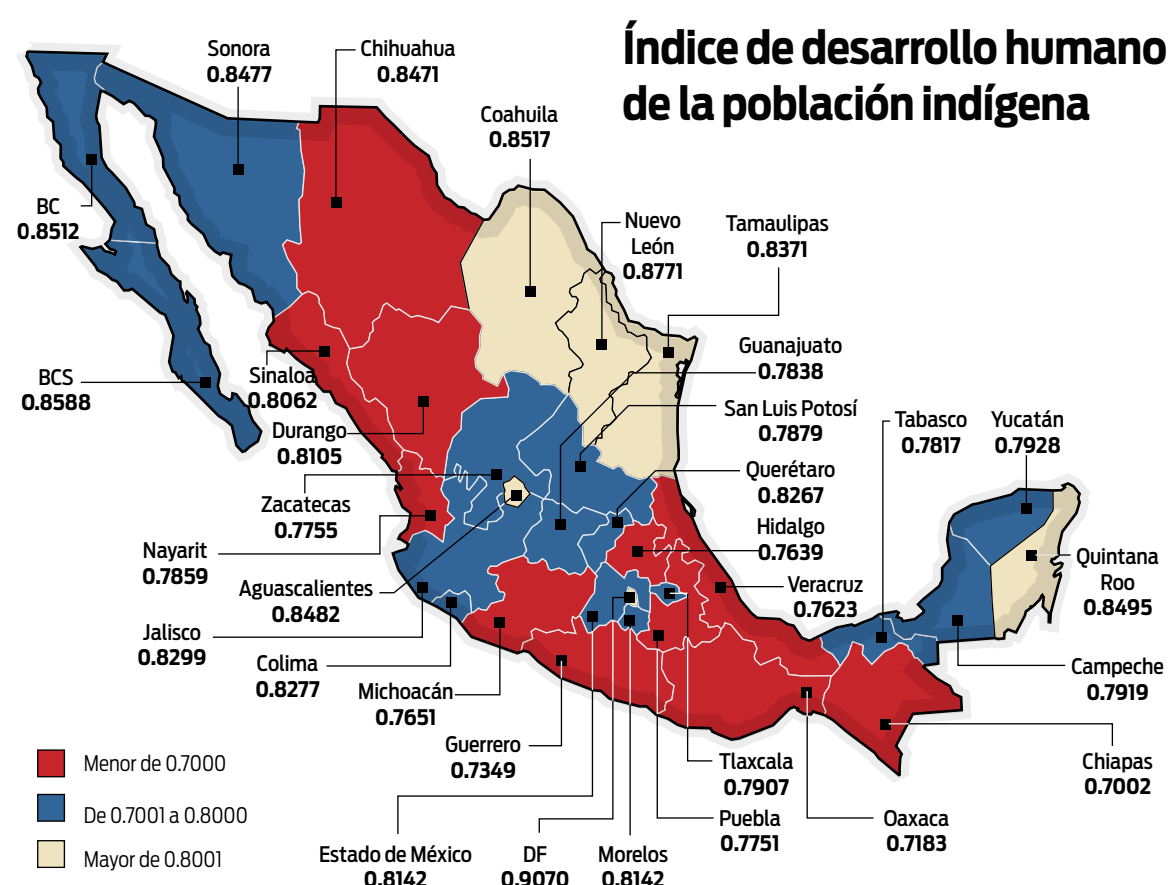 Índice de desarrollo humano
de la población indígena
Sonora
0.8477
Chihuahua
0.8471
Coahuila
0.8517
BC
0.8512
Nuevo
León
0.8771
Tamaulipas
0.8371
Guanajuato
0.7838
BCS
0.8588
Sinaloa
0.8062
San Luis Potosí
0.7879
Tabasco
0.7817
Yucatán
0.7928
Durango
0.8105
Querétaro
0.8267
Zacatecas
0.7755
Hidalgo
0.7639
Nayarit
0.7859
Quintana
Roo
0.8495
Aguascalientes
0.8482
Veracruz
0.7623
Jalisco
0.8299
Colima
0.8277
Campeche
0.7919
Michoacán
0.7651
Guerrero
0.7349
Tlaxcala
0.7907
Chiapas
0.7002
Puebla
0.7751
Oaxaca
0.7183
Estado de México
0.8142
DF
0.9070
Morelos
0.8142
Menor de 0.7000
De 0.7001 a 0.8000
Mayor de 0.8001